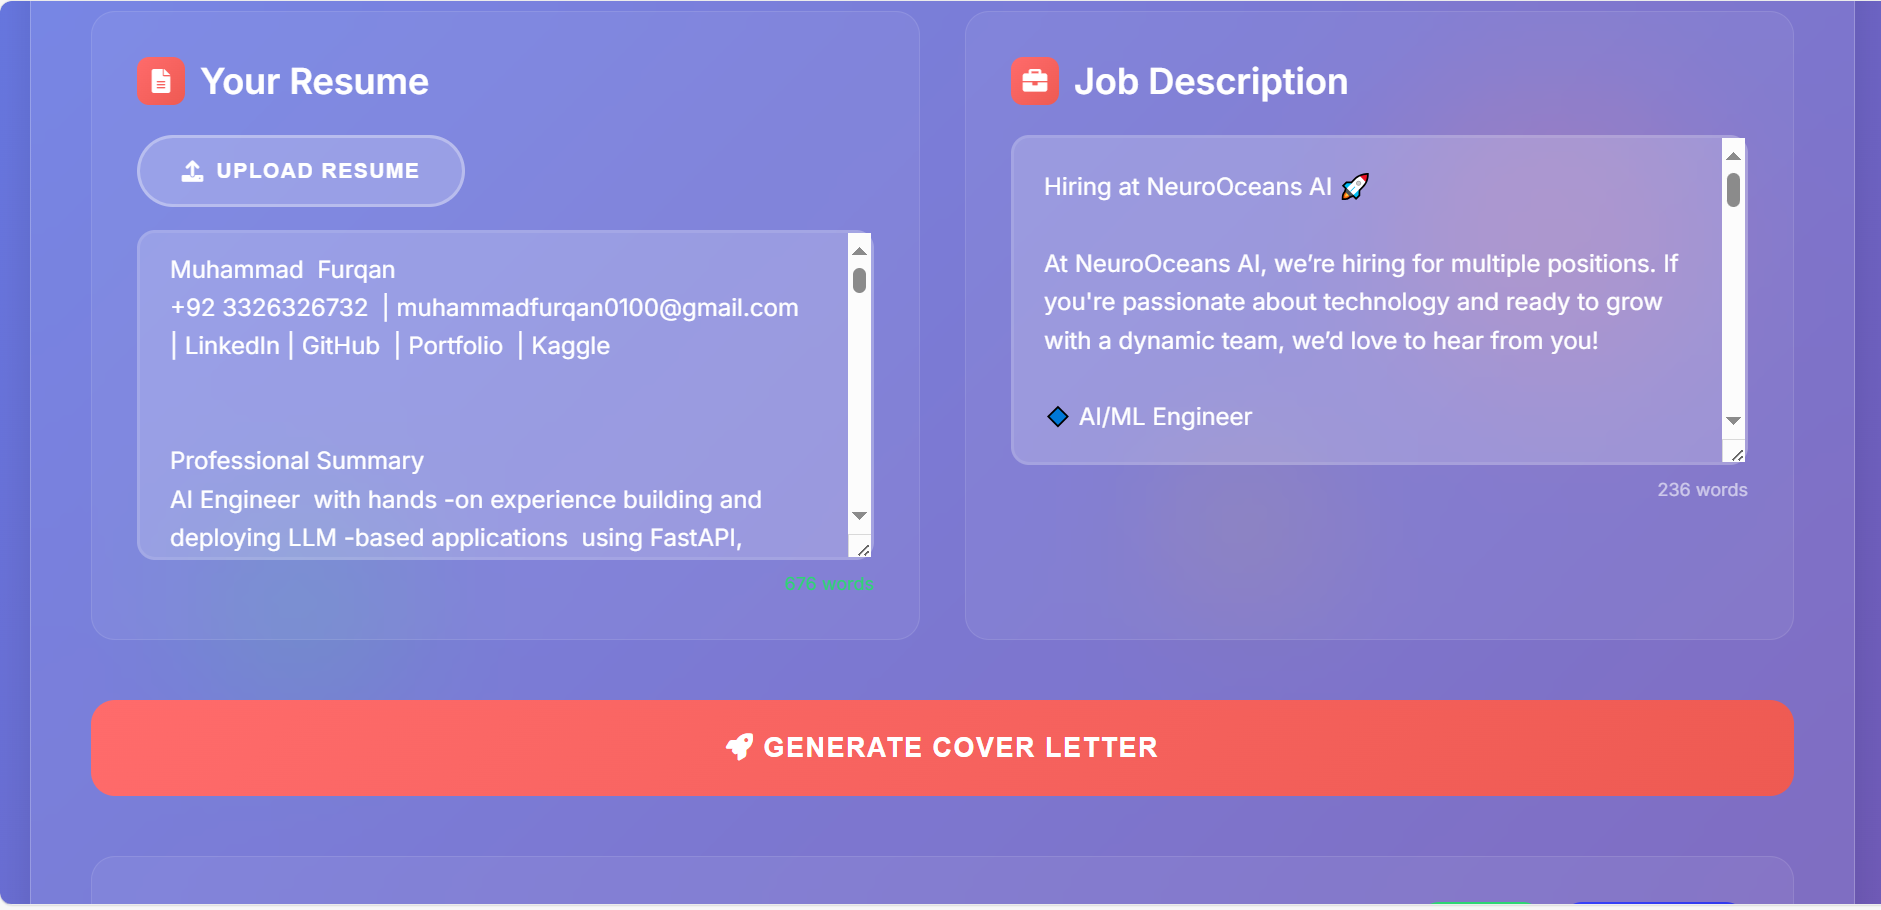 Your Resume
UPLOAD RESUME
Muhammad  Furqan
+92 3326326732  | muhammadfurqan0100@gmail.com
| LinkedIn | GitHub  | Portfolio  | Kaggle
Professional Summary
AI Engineer  with hands -on experience building and
deploying LLM -based applications  using FastAPI,
676 words
Job Description
Hiring at NeuroOceans AI 🚀
At NeuroOceans AI, we’re hiring for multiple positions. If
you're passionate about technology and ready to grow
with a dynamic team, we’d love to hear from you!
🔷 AI/ML Engineer
236 words
GENERATE COVER LETTER